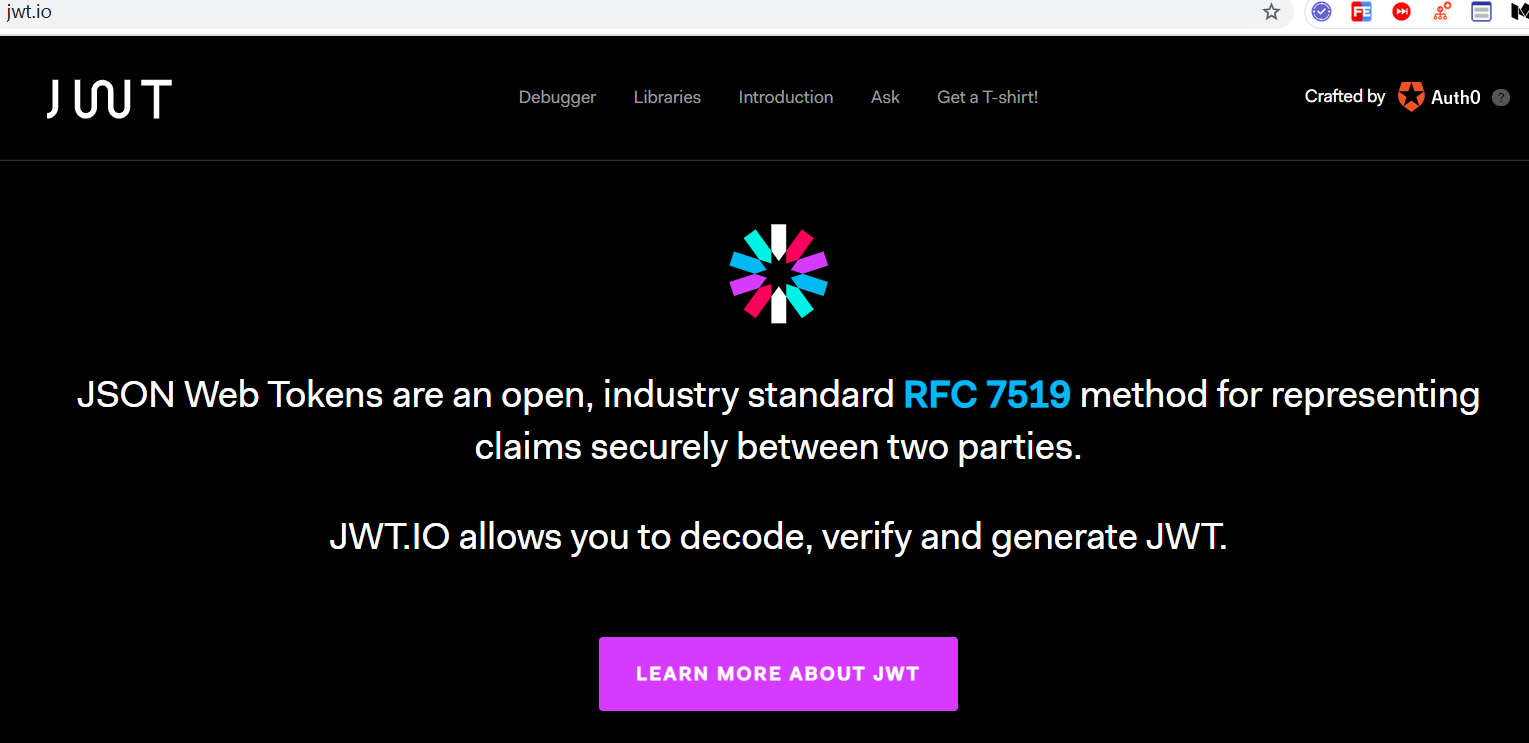 jwt.io
FE
JWT
Debugger Libraries Introduction Ask Get a T-shirt!
Crafted by Auth0 ?
JSON Web Tokens are an open, industry standard RFC 7519 method for representing
claims securely between two parties.
JWT.IO allows you to decode, verify and generate JWT.
LEARN MORE ABOUT JWT